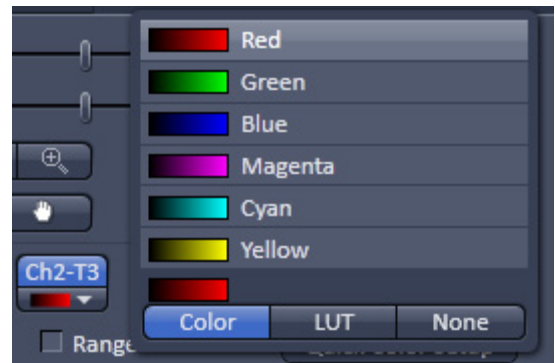 Red
Green
Blue
Magenta
Cyan
Yellow
Ch2-T3
Color LUT None
Range